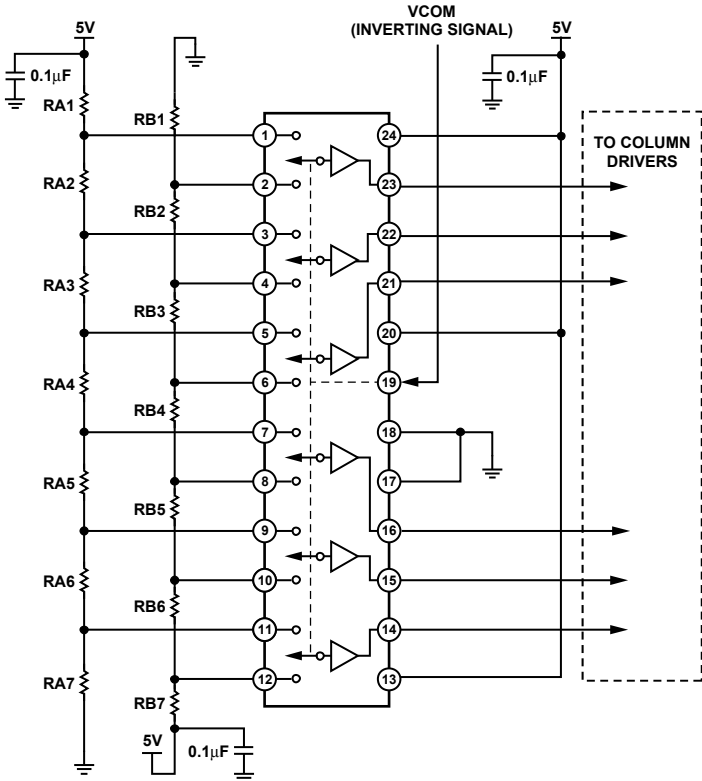 VCOM
(INVERTING SIGNAL)
5V
5V
0.1μF
0.1μF
RA1
RB1
1
24
TO COLUMN
DRIVERS
RA2
2
23
RB2
3
22
RA3
4
21
RB3
5
20
RA4
6
19
RB4
7
18
RA5
8
17
RB5
9
16
RA6
10
15
RB6
11
14
RA7
12
13
RB7
5V
0.1μF